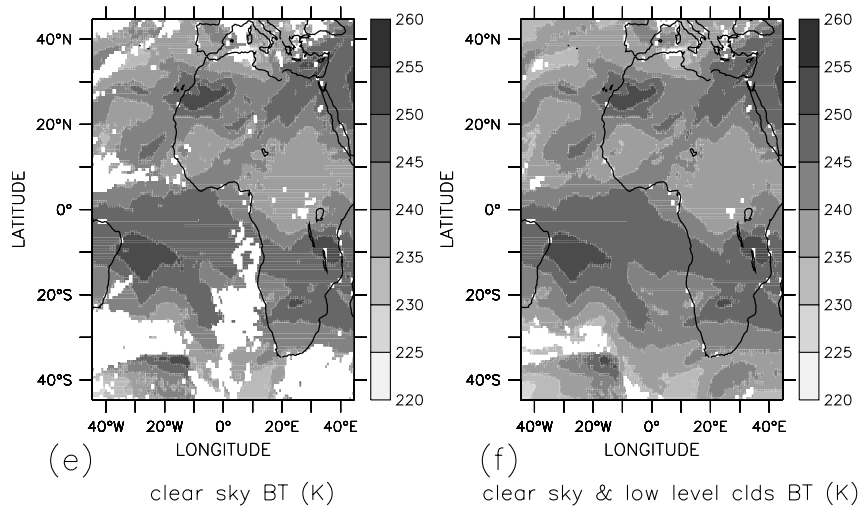 40°N
20°N
0°
20°S
40°S
LATITUDE
40°W
20°W
0°
20°E
40°E
LONGITUDE
260
255
250
245
240
235
230
225
220
(e)
clear sky BT (K)
40°N
20°N
0°
20°S
40°S
LATITUDE
40°W
20°W
0°
20°E
40°E
LONGITUDE
260
255
250
245
240
235
230
225
220
(f)
clear sky & low level clds BT (K)